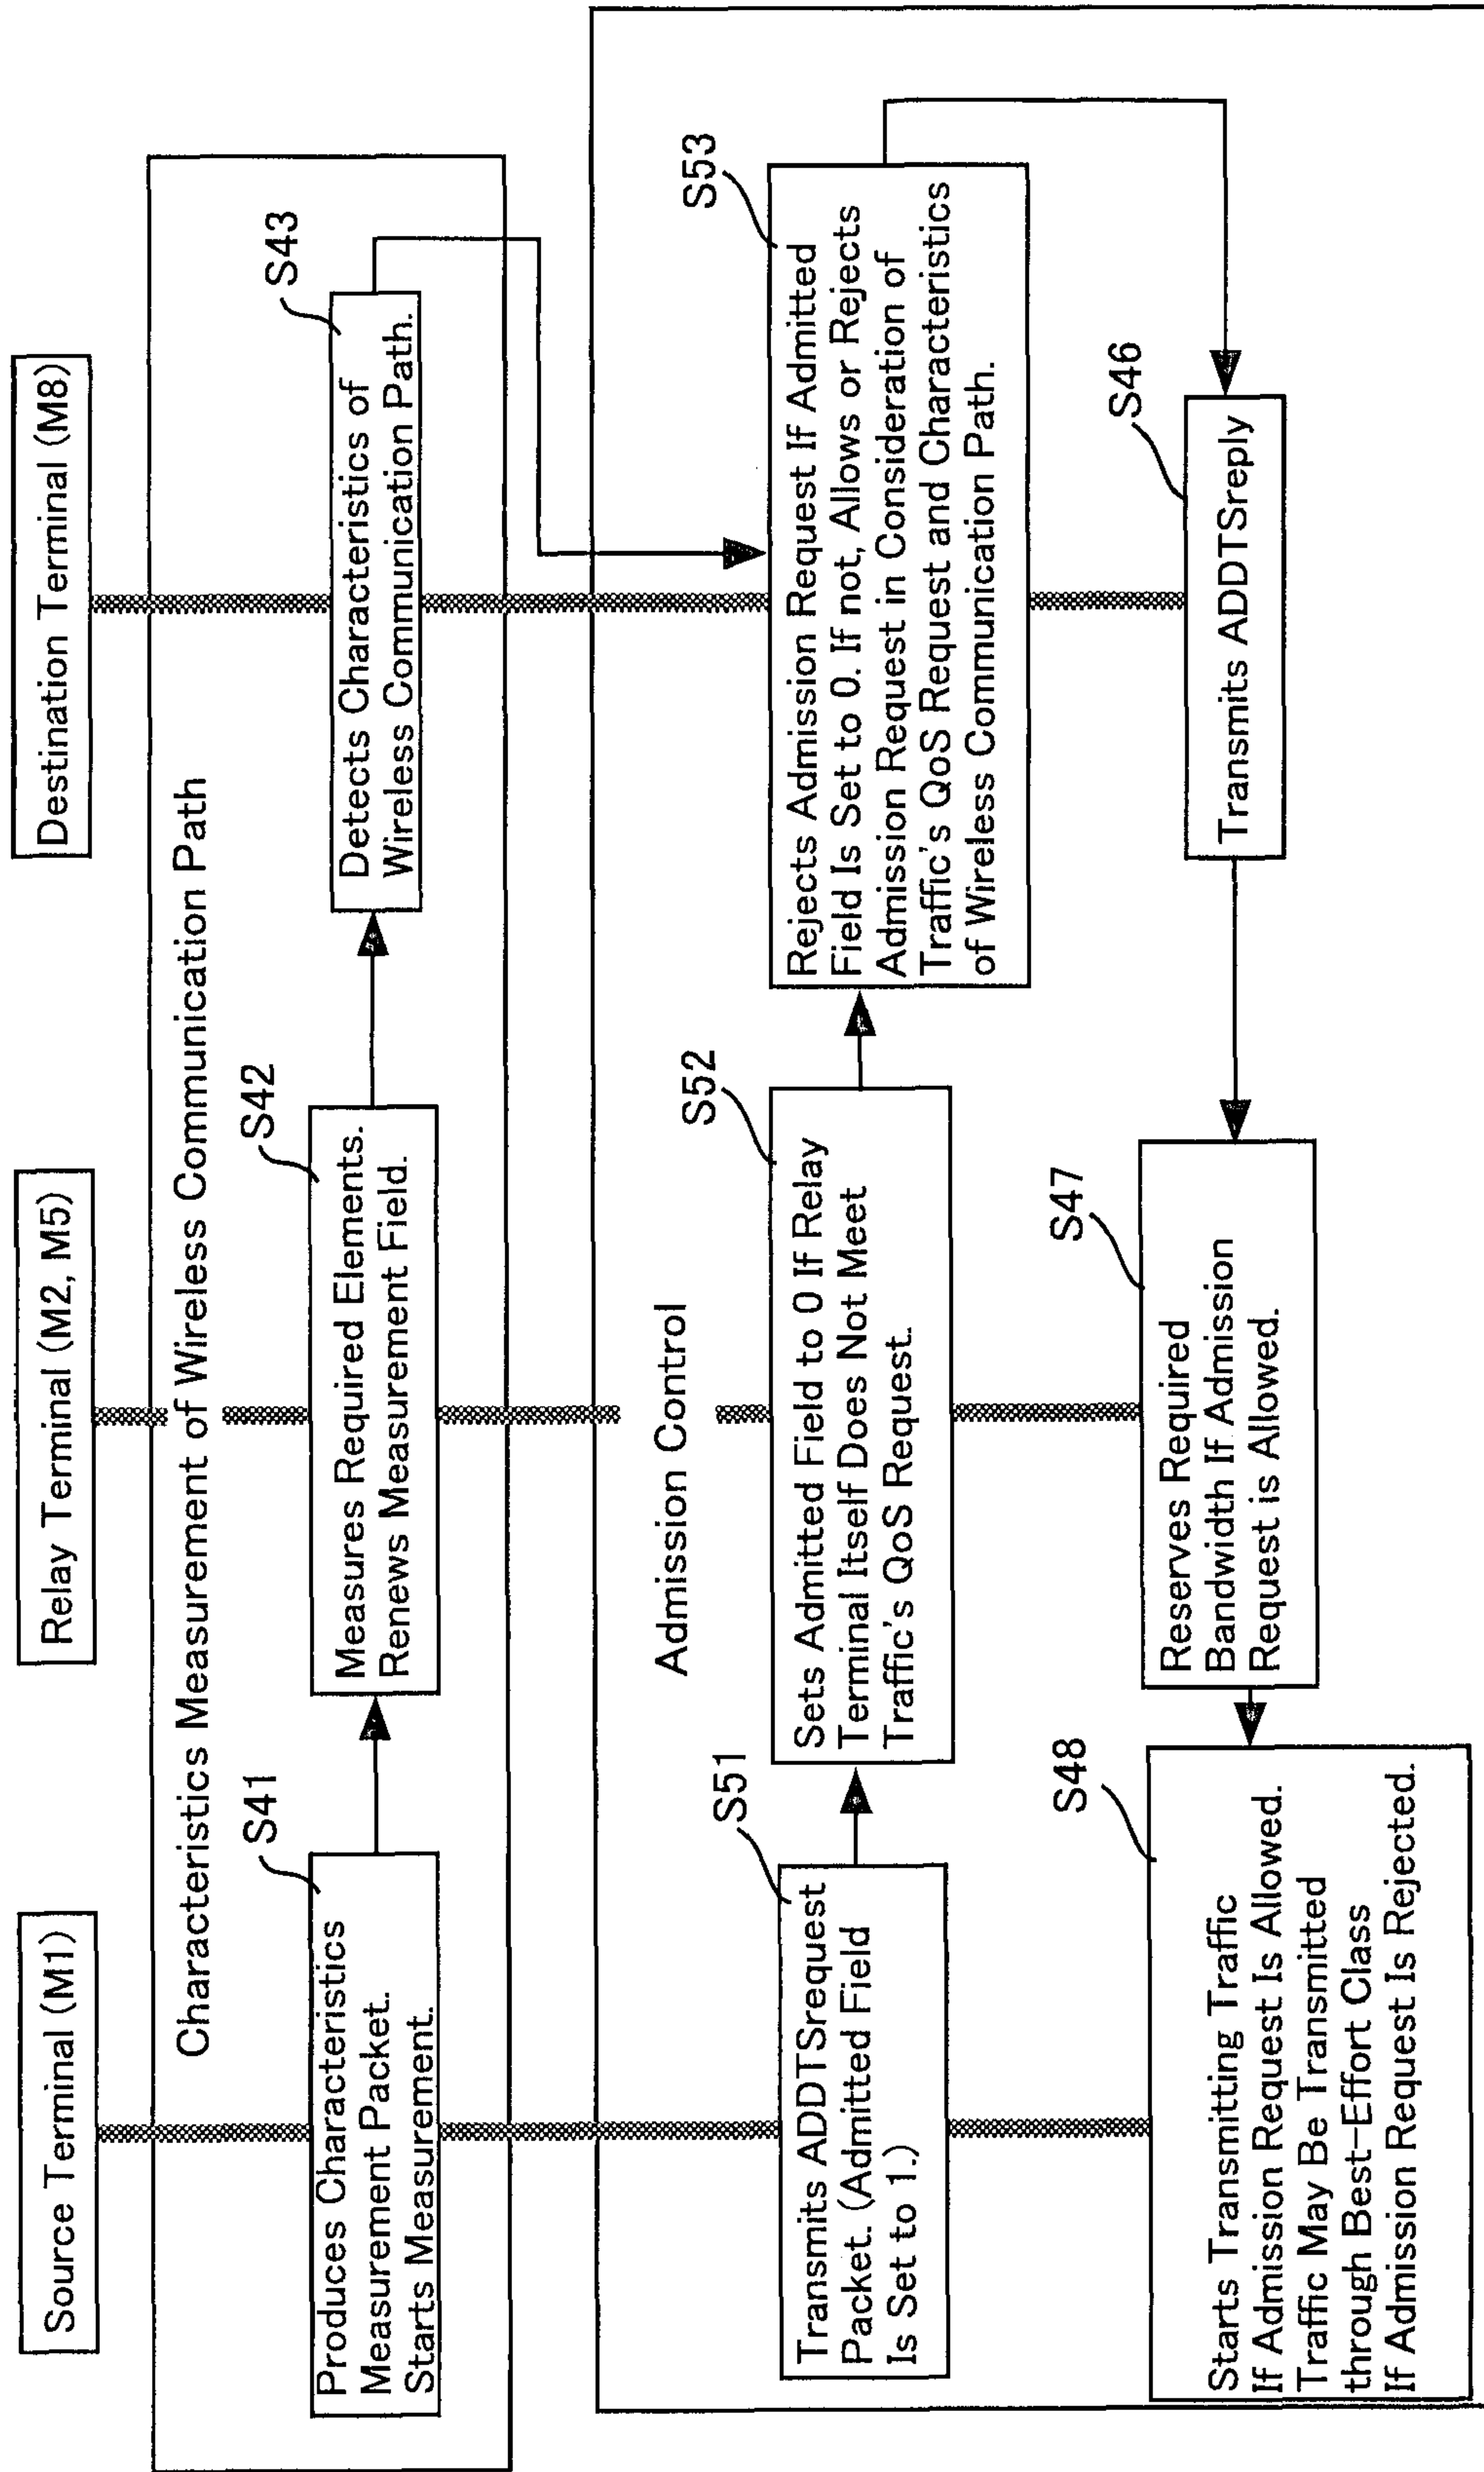 Source Terminal (M1)
Relay Terminal (M2, M5)
Destination Terminal (M8)
Characteristics Measurement of Wireless Communication Path
S41
Produces Characteristics
Measurement Packet.
Starts Measurement.
S42
Measures Required Elements.
Renews Measurement Field.
S43
Detects Characteristics of
Wireless Communication Path.
Admission Control
S51
Transmits ADDTSrequest
Packet. (Admitted Field
Is Set to 1.)
S52
Sets Admitted Field to 0 If Relay
Terminal Itself Does Not Meet
Traffic's QoS Request.
S53
Rejects Admission Request If Admitted
Field Is Set to 0. If not, Allows or Rejects
Admission Request in Consideration of
Traffic's QoS Request and Characteristics
of Wireless Communication Path.
S46
Transmits ADDTSreply
S47
Reserves Required
Bandwidth If Admission
Request is Allowed.
S48
Starts Transmitting Traffic
If Admission Request Is Allowed.
Traffic May Be Transmitted
through Best-Effort Class
If Admission Request Is Rejected.